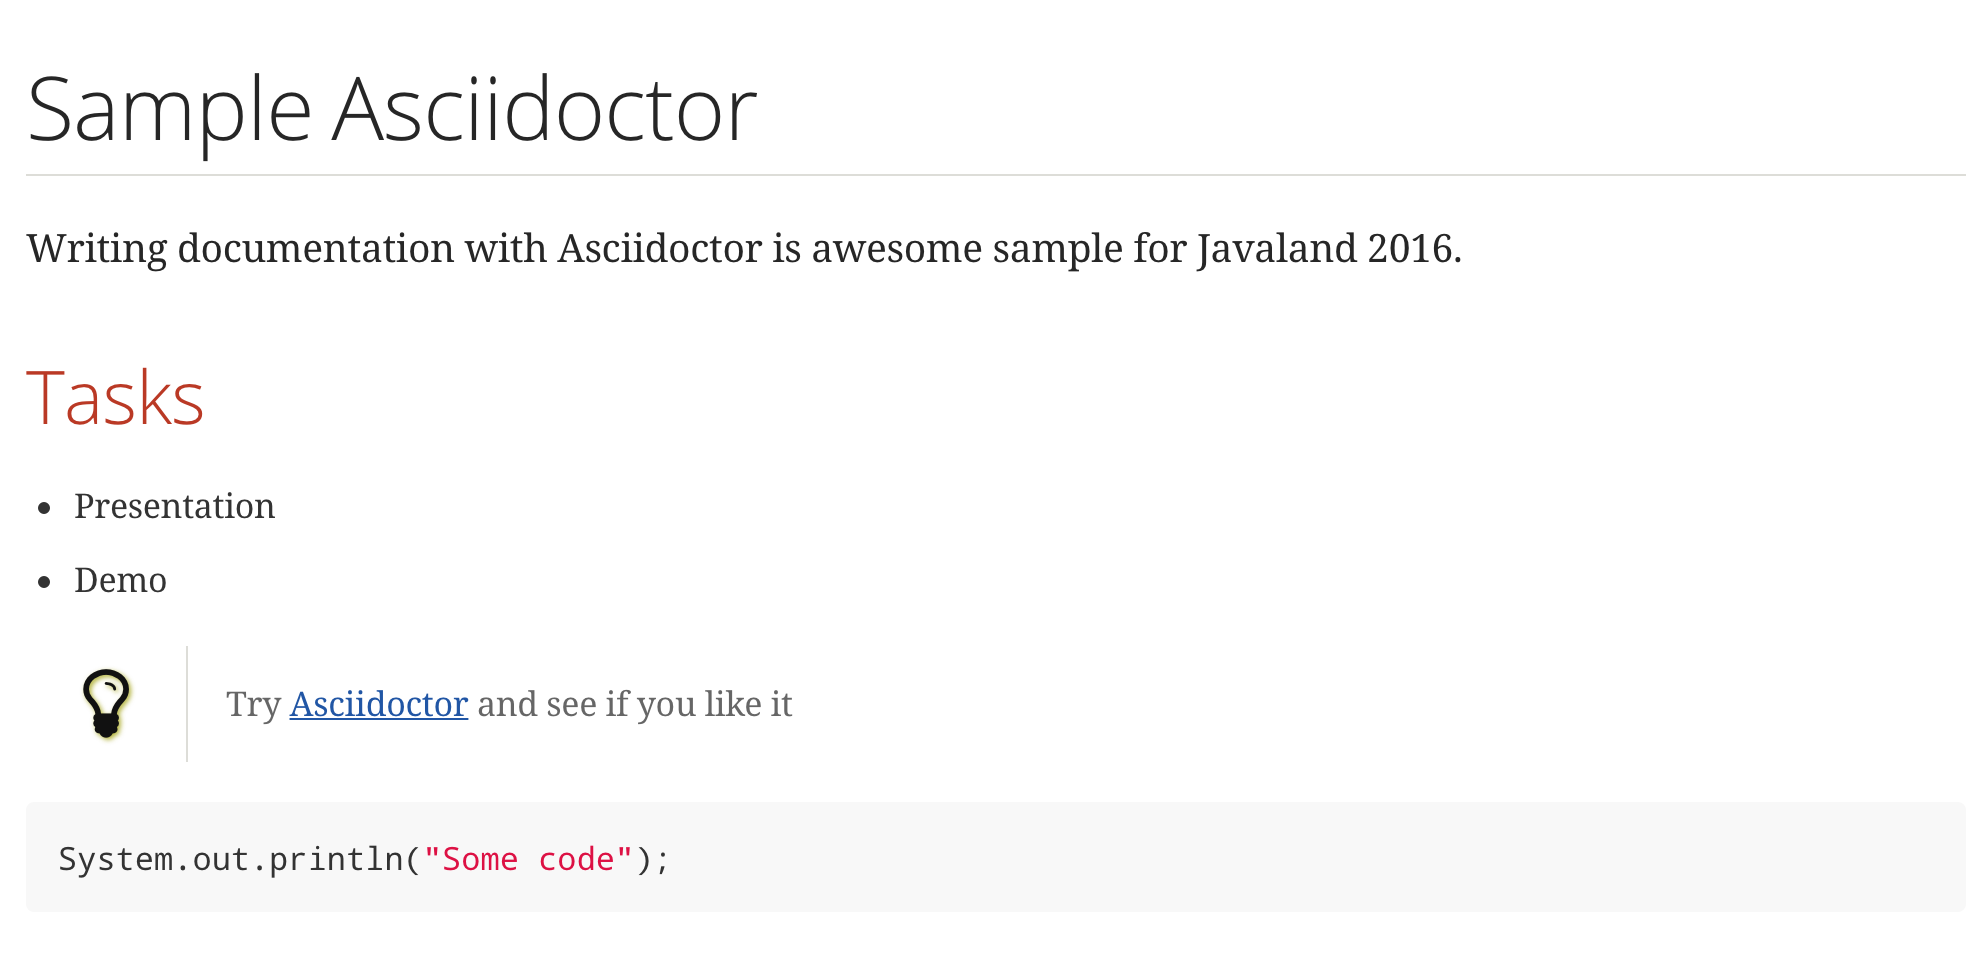 Sample Asciidoctor
Writing documentation with Asciidoctor is awesome sample for Javaland 2016.
Tasks
Presentation
Demo
Try Asciidoctor and see if you like it
System.out.println("Some code");